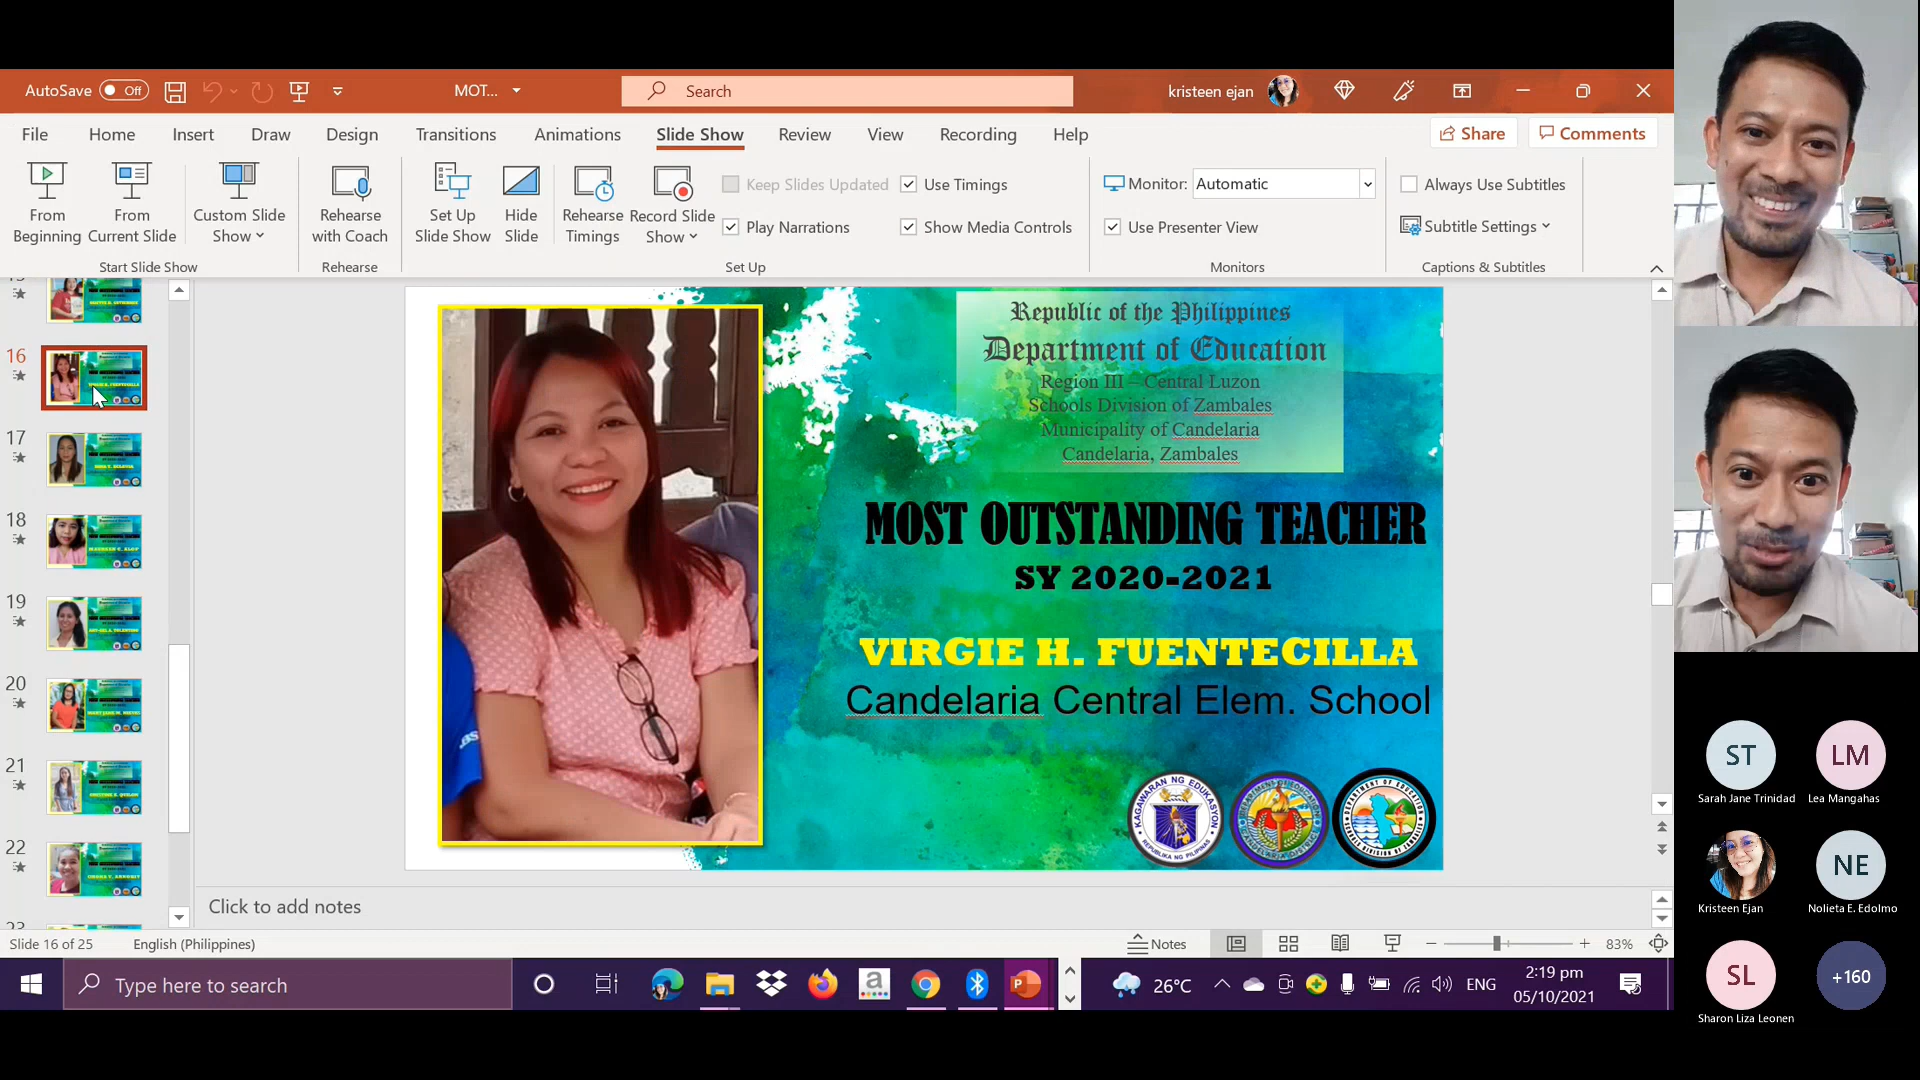 AutoSave Off
MOT...
Search
kristeen ejan
File Home Insert Draw Design Transitions Animations Slide Show Review View Recording Help
Share Comments
From Beginning
From Current Slide
Custom Slide Show
Rehearse with Coach
Set Up Slide Show
Hide Slide
Rehearse Timings
Record Slide Show
Keep Slides Updated
Play Narrations
Use Timings
Show Media Controls
Monitor: Automatic
Use Presenter View
Always Use Subtitles
Subtitle Settings
Start Slide Show
Rehearse
Set Up
Monitors
Captions & Subtitles
16
17
18
19
20
21
22
Republic of the Philippines
Department of Education
Region III – Central Luzon
Schools Division of Zambales
Municipality of Candelaria
Candelaria, Zambales
MOST OUTSTANDING TEACHER
SY 2020-2021
VIRGIE H. FUENTECILLA
Candelaria Central Elem. School
KAGAWARAN NG EDUKASYON
REPUBLIKA NG PILIPINAS
Click to add notes
Slide 16 of 25
English (Philippines)
Notes
83%
Type here to search
26°C
ENG
2:19 pm
05/10/2021
ST
Sarah Jane Trinidad
LM
Lea Mangahas
Kristeen Ejan
NE
Nolieta E. Edolmo
SL
Sharon Liza Leonen
+160